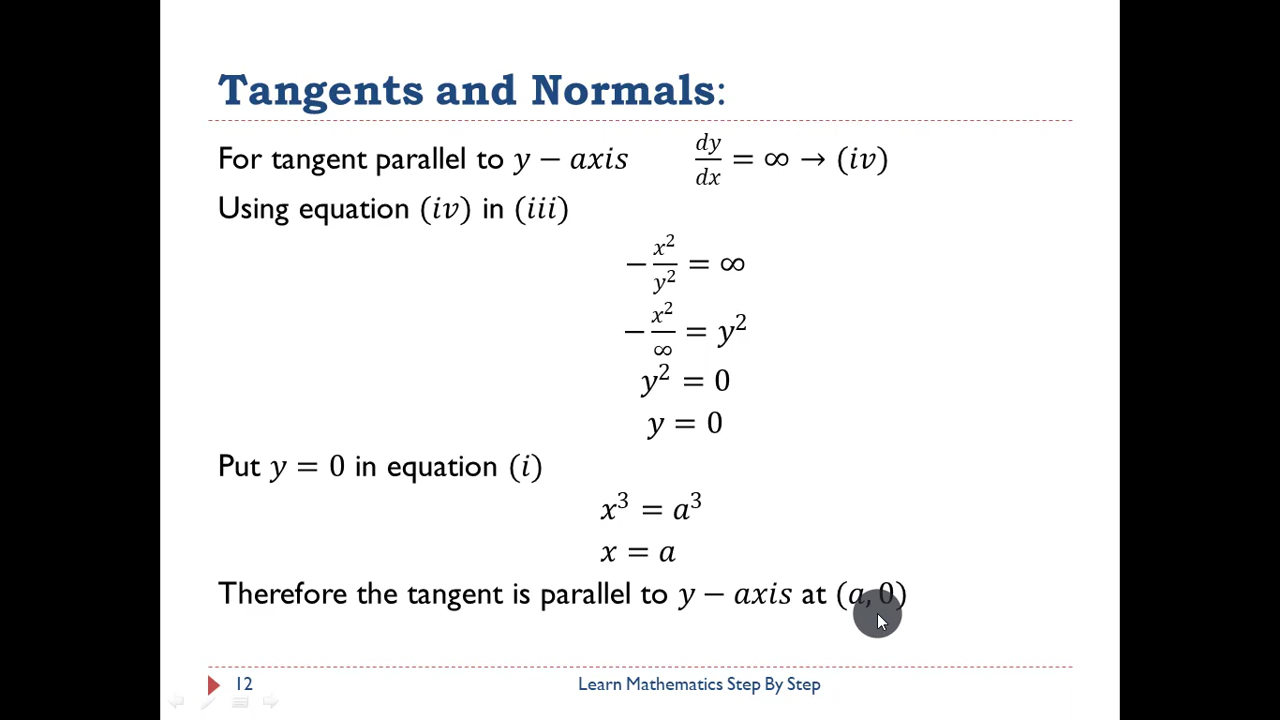 Tangents and Normals:
For tangent parallel to y − axis dy/dx = ∞ → (iv)
Using equation (iv) in (iii)
−x²/y² = ∞
−x²/∞ = y²
y² = 0
y = 0
Put y = 0 in equation (i)
x³ = a³
x = a
Therefore the tangent is parallel to y − axis at (a, 0)
12 Learn Mathematics Step By Step